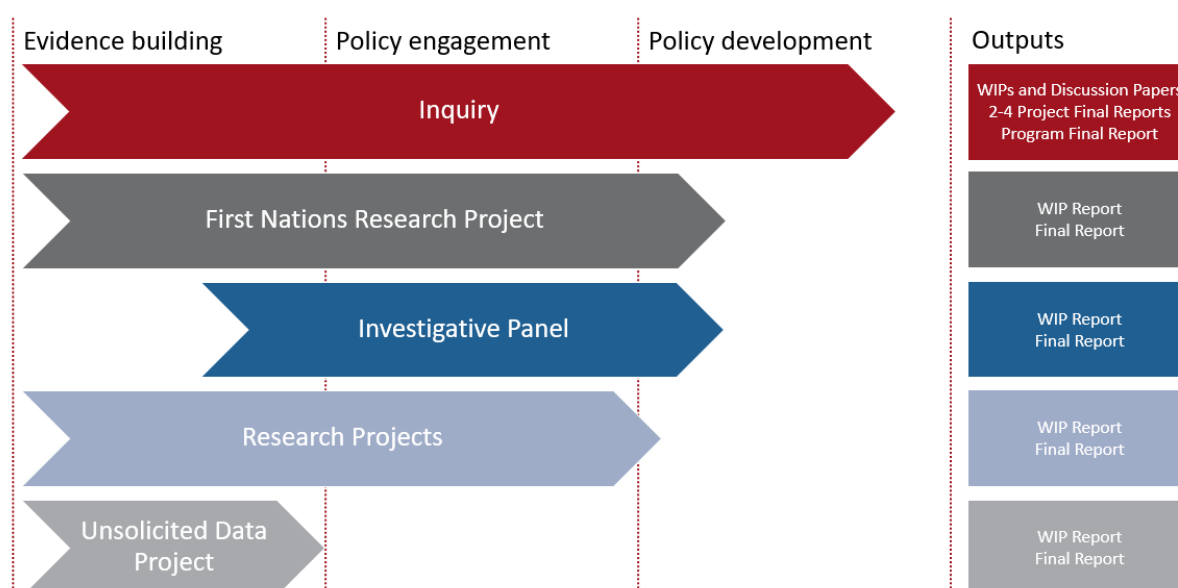 Evidence building
Policy engagement
Policy development
Outputs
Inquiry
WIPs and Discussion Papers
2-4 Project Final Reports
Program Final Report
First Nations Research Project
WIP Report
Final Report
Investigative Panel
WIP Report
Final Report
Research Projects
WIP Report
Final Report
Unsolicited Data
Project
WIP Report
Final Report